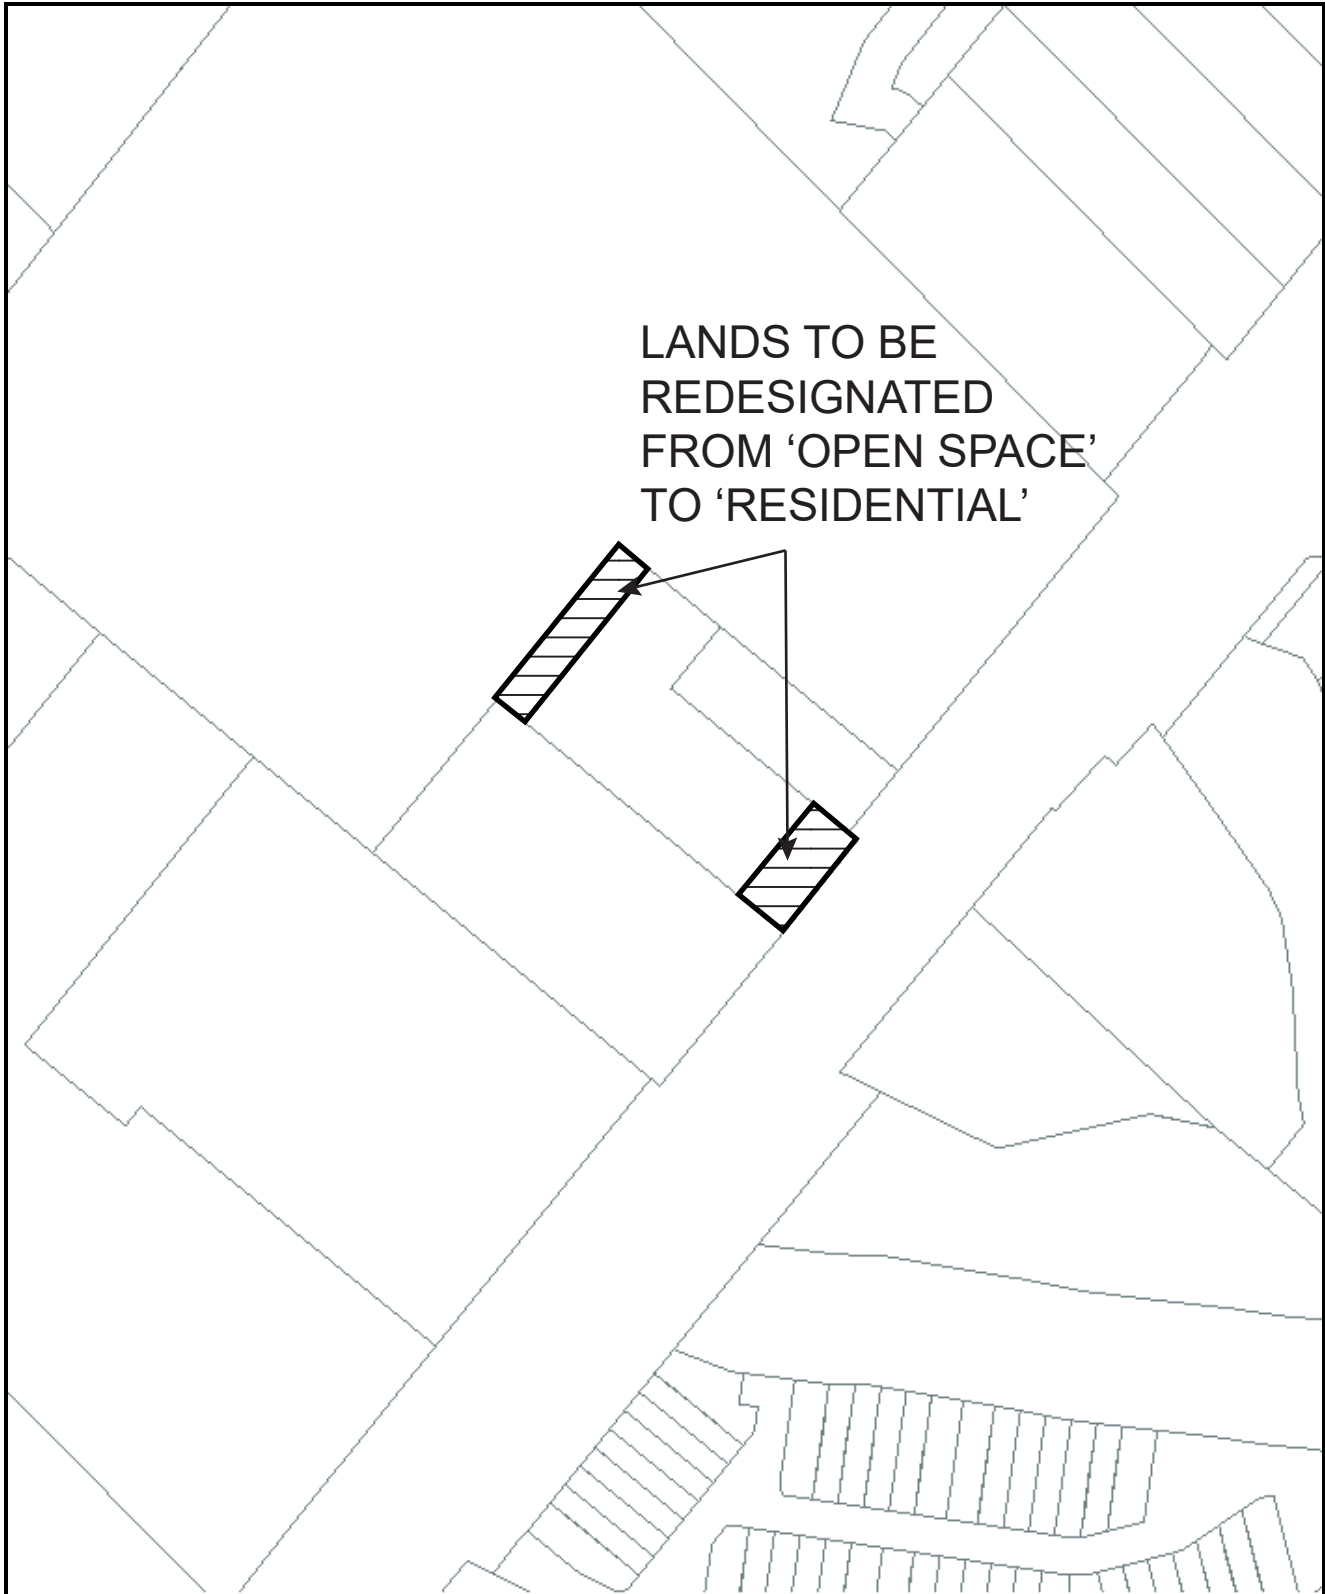 LANDS TO BE
REDESIGNATED
FROM ‘OPEN SPACE’
TO ‘RESIDENTIAL’